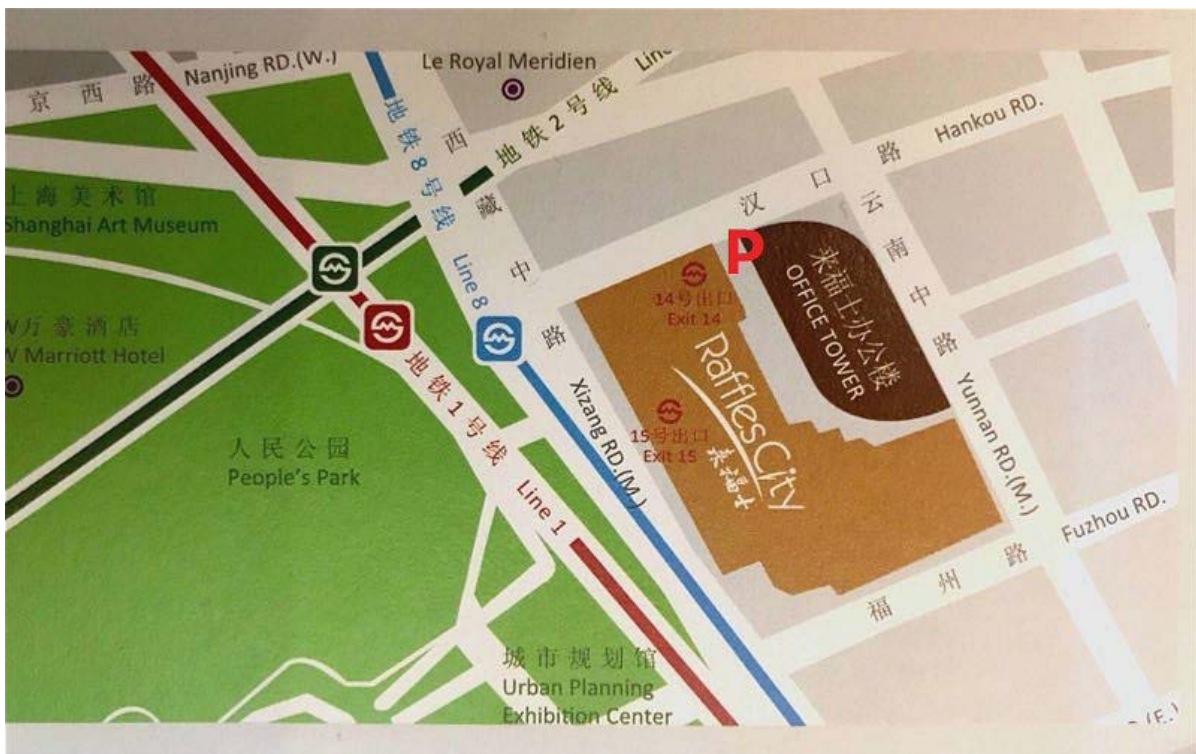 京西路
Nanjing RD.(W.)
Le Royal Meridien
地铁2号线 Line
地铁8号线 Line 8
西藏中路
Xizang RD.(M.)
汉口路
Hankou RD.
上海美术馆
Shanghai Art Museum
P
云南中路
Yunnan RD.(M.)
来福士办公楼
OFFICE TOWER
14号出口
Exit 14
万豪酒店
W Marriott Hotel
地铁1号线 Line 1
Raffles City
来福士
15号出口
Exit 15
人民公园
People's Park
福州路
Fuzhou RD.
城市规划馆
Urban Planning
Exhibition Center
(E.)